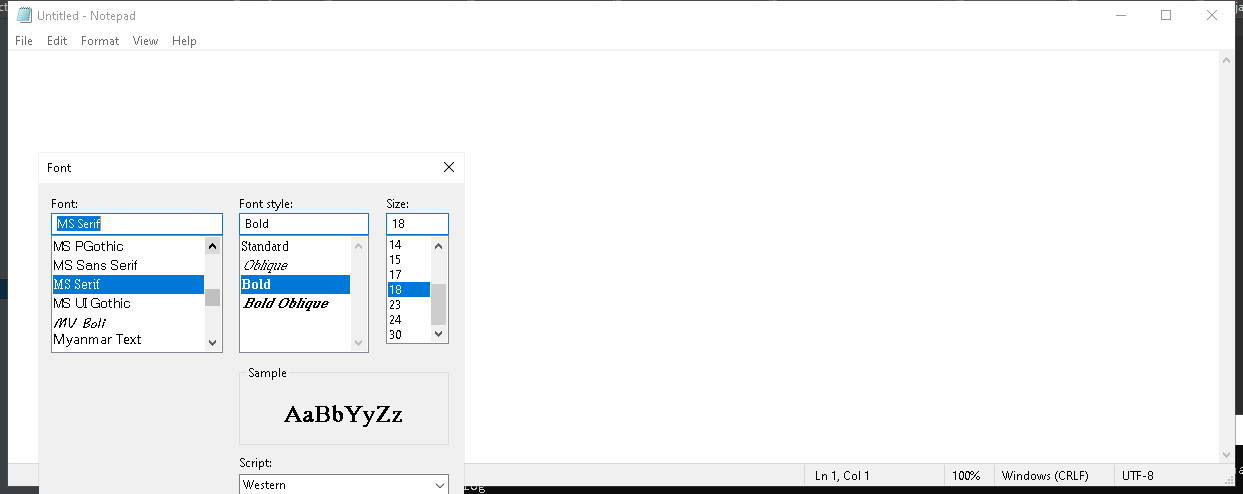 Untitled - Notepad
File Edit Format View Help
Font
Font: Font style: Size:
MS Serif Bold 18
MS PGothic
MS Sans Serif
MS Serif
MS UI Gothic
MV Boli
Myanmar Text
Standard
Oblique
Bold
Bold Oblique
14
15
17
18
23
24
30
Sample
AaBbYyZz
Script:
Western
Ln 1, Col 1 100% Windows (CRLF) UTF-8